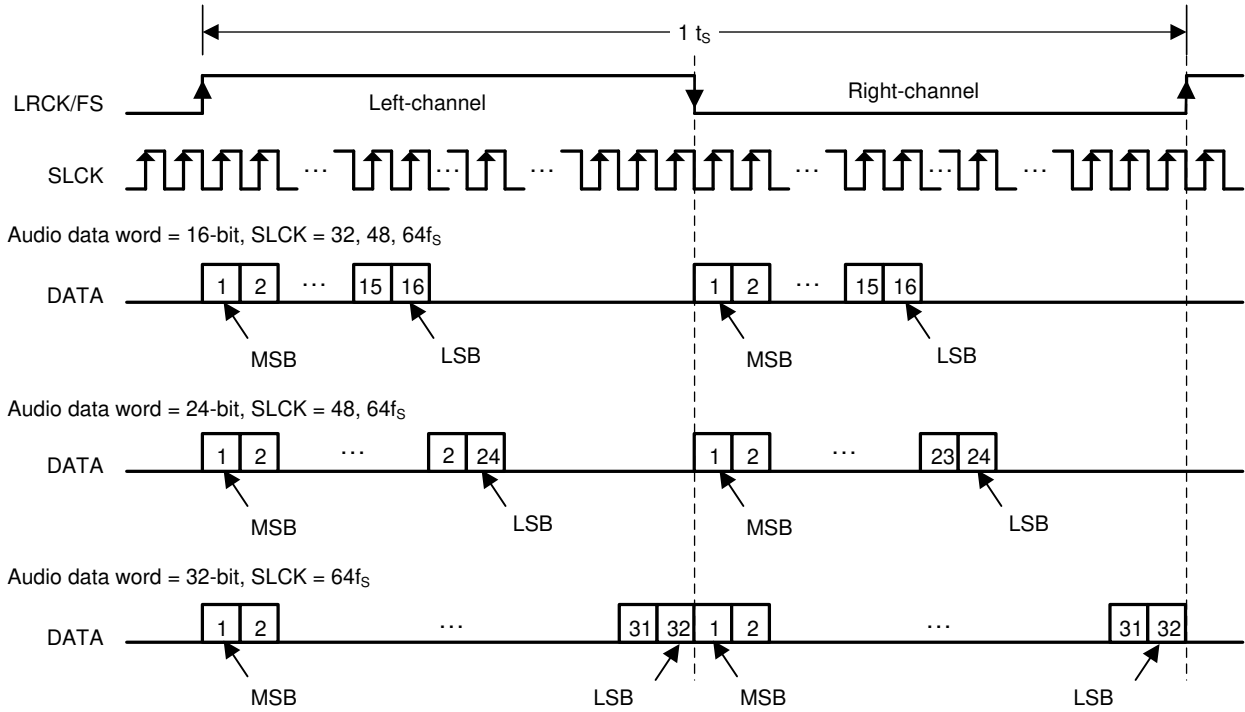 1 tS
LRCK/FS
Left-channel
Right-channel
SLCK
... ... ... ... ... ...
Audio data word = 16-bit, SLCK = 32, 48, 64fS
DATA
1 2 ... 15 16 1 2 ... 15 16
MSB LSB MSB LSB
Audio data word = 24-bit, SLCK = 48, 64fS
DATA
1 2 ... 2 24 1 2 ... 23 24
MSB LSB MSB LSB
Audio data word = 32-bit, SLCK = 64fS
DATA
1 2 ... 31 32 1 2 ... 31 32
MSB LSB MSB LSB